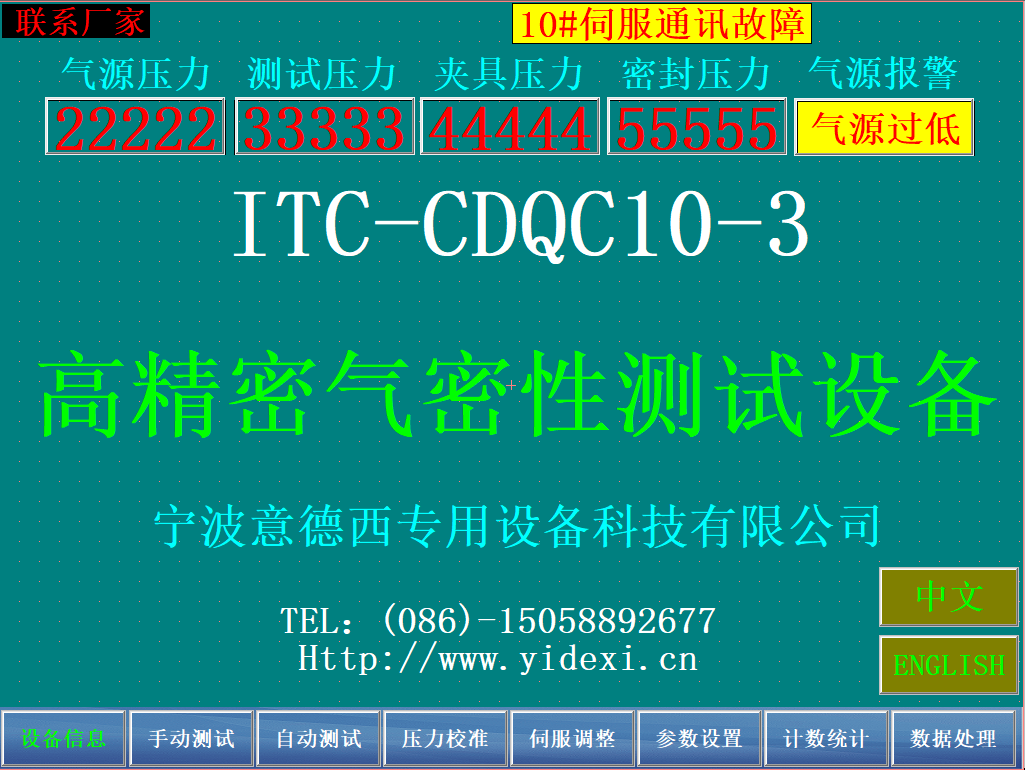 联系厂家
10#伺服通讯故障
气源压力 测试压力 夹具压力 密封压力 气源报警
22222 33333 44444 55555 气源过低
ITC-CDQC10-3
高精密气密性测试设备
宁波意德西专用设备科技有限公司
中文
TEL：(086)-15058892677
Http://www.yidexi.cn
ENGLISH
设备信息 手动测试 自动测试 压力校准 伺服调整 参数设置 计数统计 数据处理